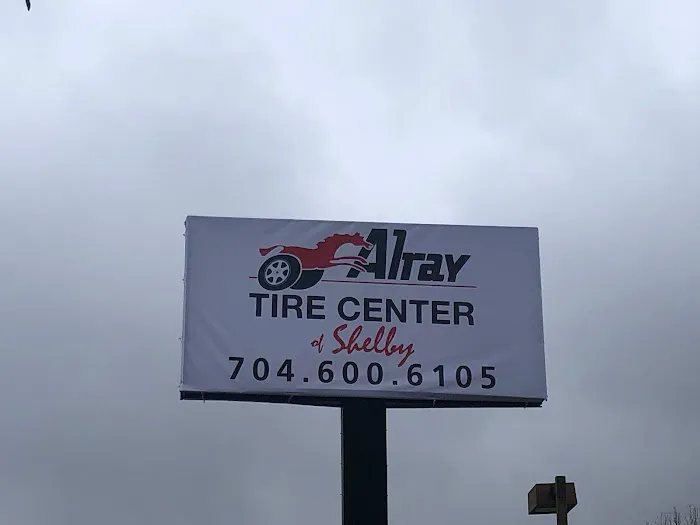 Alray
TIRE CENTER
of Shelby
704.600.6105